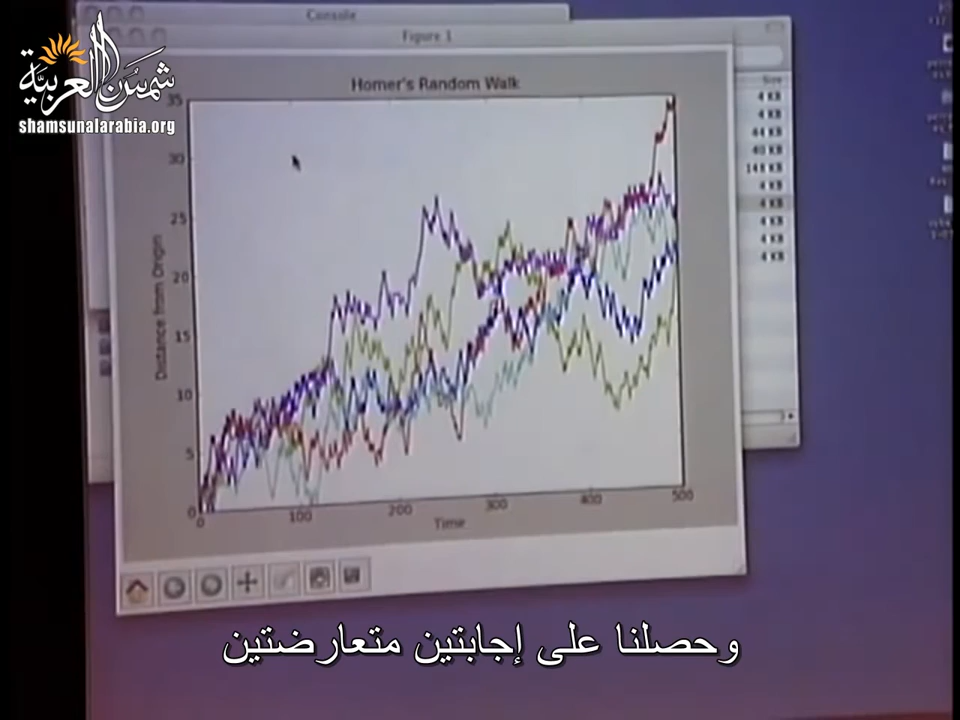 Console
Figure 1
شمس العربية
shamsunalarabia.org
Homer's Random Walk
Size
4 KB
4 KB
44 KB
40 KB
148 KB
4 KB
4 KB
4 KB
4 KB
4 KB
35
30
25
20
15
10
5
0
Distance from Origin
0 100 200 300 400 500
Time
وحصلنا على إجابتين متعارضتين